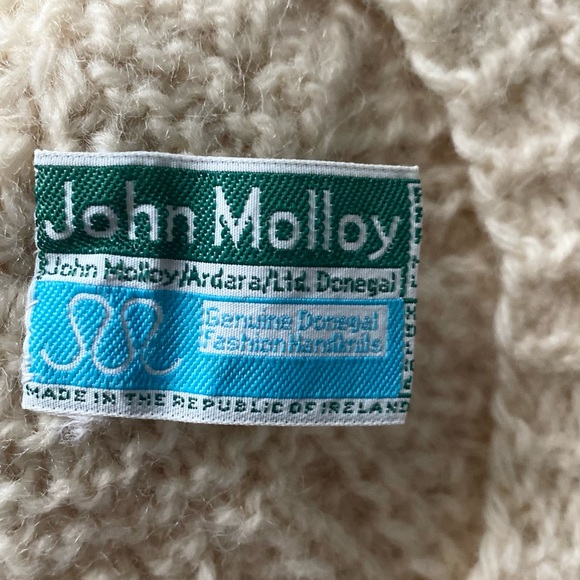 John Molloy
John Molloy/Ardara/Ltd. Donegal
Genuine Donegal
Fashion handknits
MADE IN THE REPUBLIC OF IRELAND